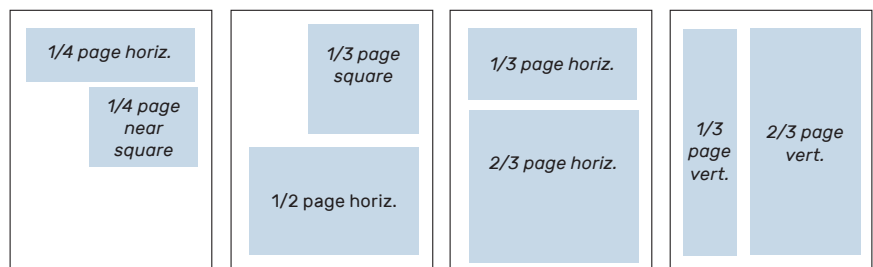 1/4 page horiz.
1/4 page
near
square
1/3 page
square
1/2 page horiz.
1/3 page horiz.
2/3 page horiz.
1/3
page
vert.
2/3 page
vert.